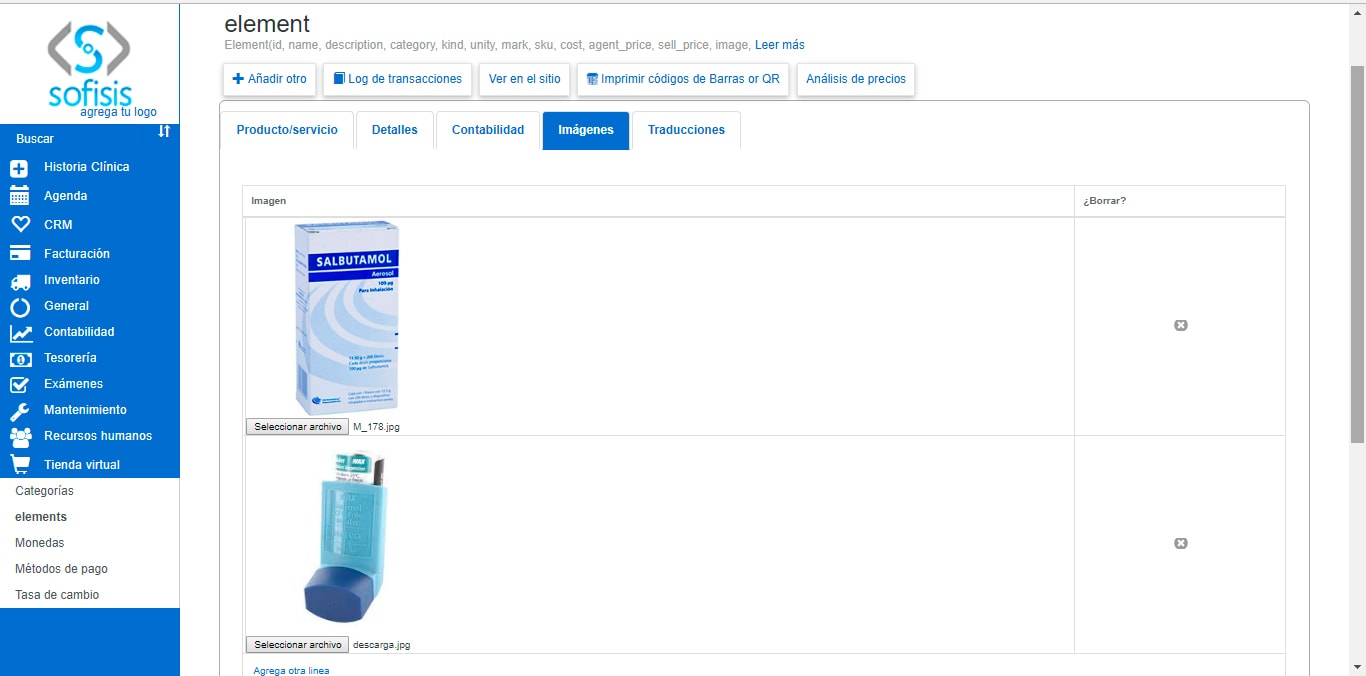 sofisis
agrega tu logo
Buscar
Historia Clínica
Agenda
CRM
Facturación
Inventario
General
Contabilidad
Tesorería
Exámenes
Mantenimiento
Recursos humanos
Tienda virtual
Categorías
elements
Monedas
Métodos de pago
Tasa de cambio
element
Element(id, name, description, category, kind, unity, mark, sku, cost, agent_price, sell_price, image, Leer más
Añadir otro
Log de transacciones
Ver en el sitio
Imprimir códigos de Barras or QR
Análisis de precios
Producto/servicio
Detalles
Contabilidad
Imágenes
Traducciones
Imagen
¿Borrar?
SALBUTAMOL
Aerosol
100 µg
Para Inhalación
Seleccionar archivo M_178.jpg
Seleccionar archivo descarga.jpg
Agrega otra linea